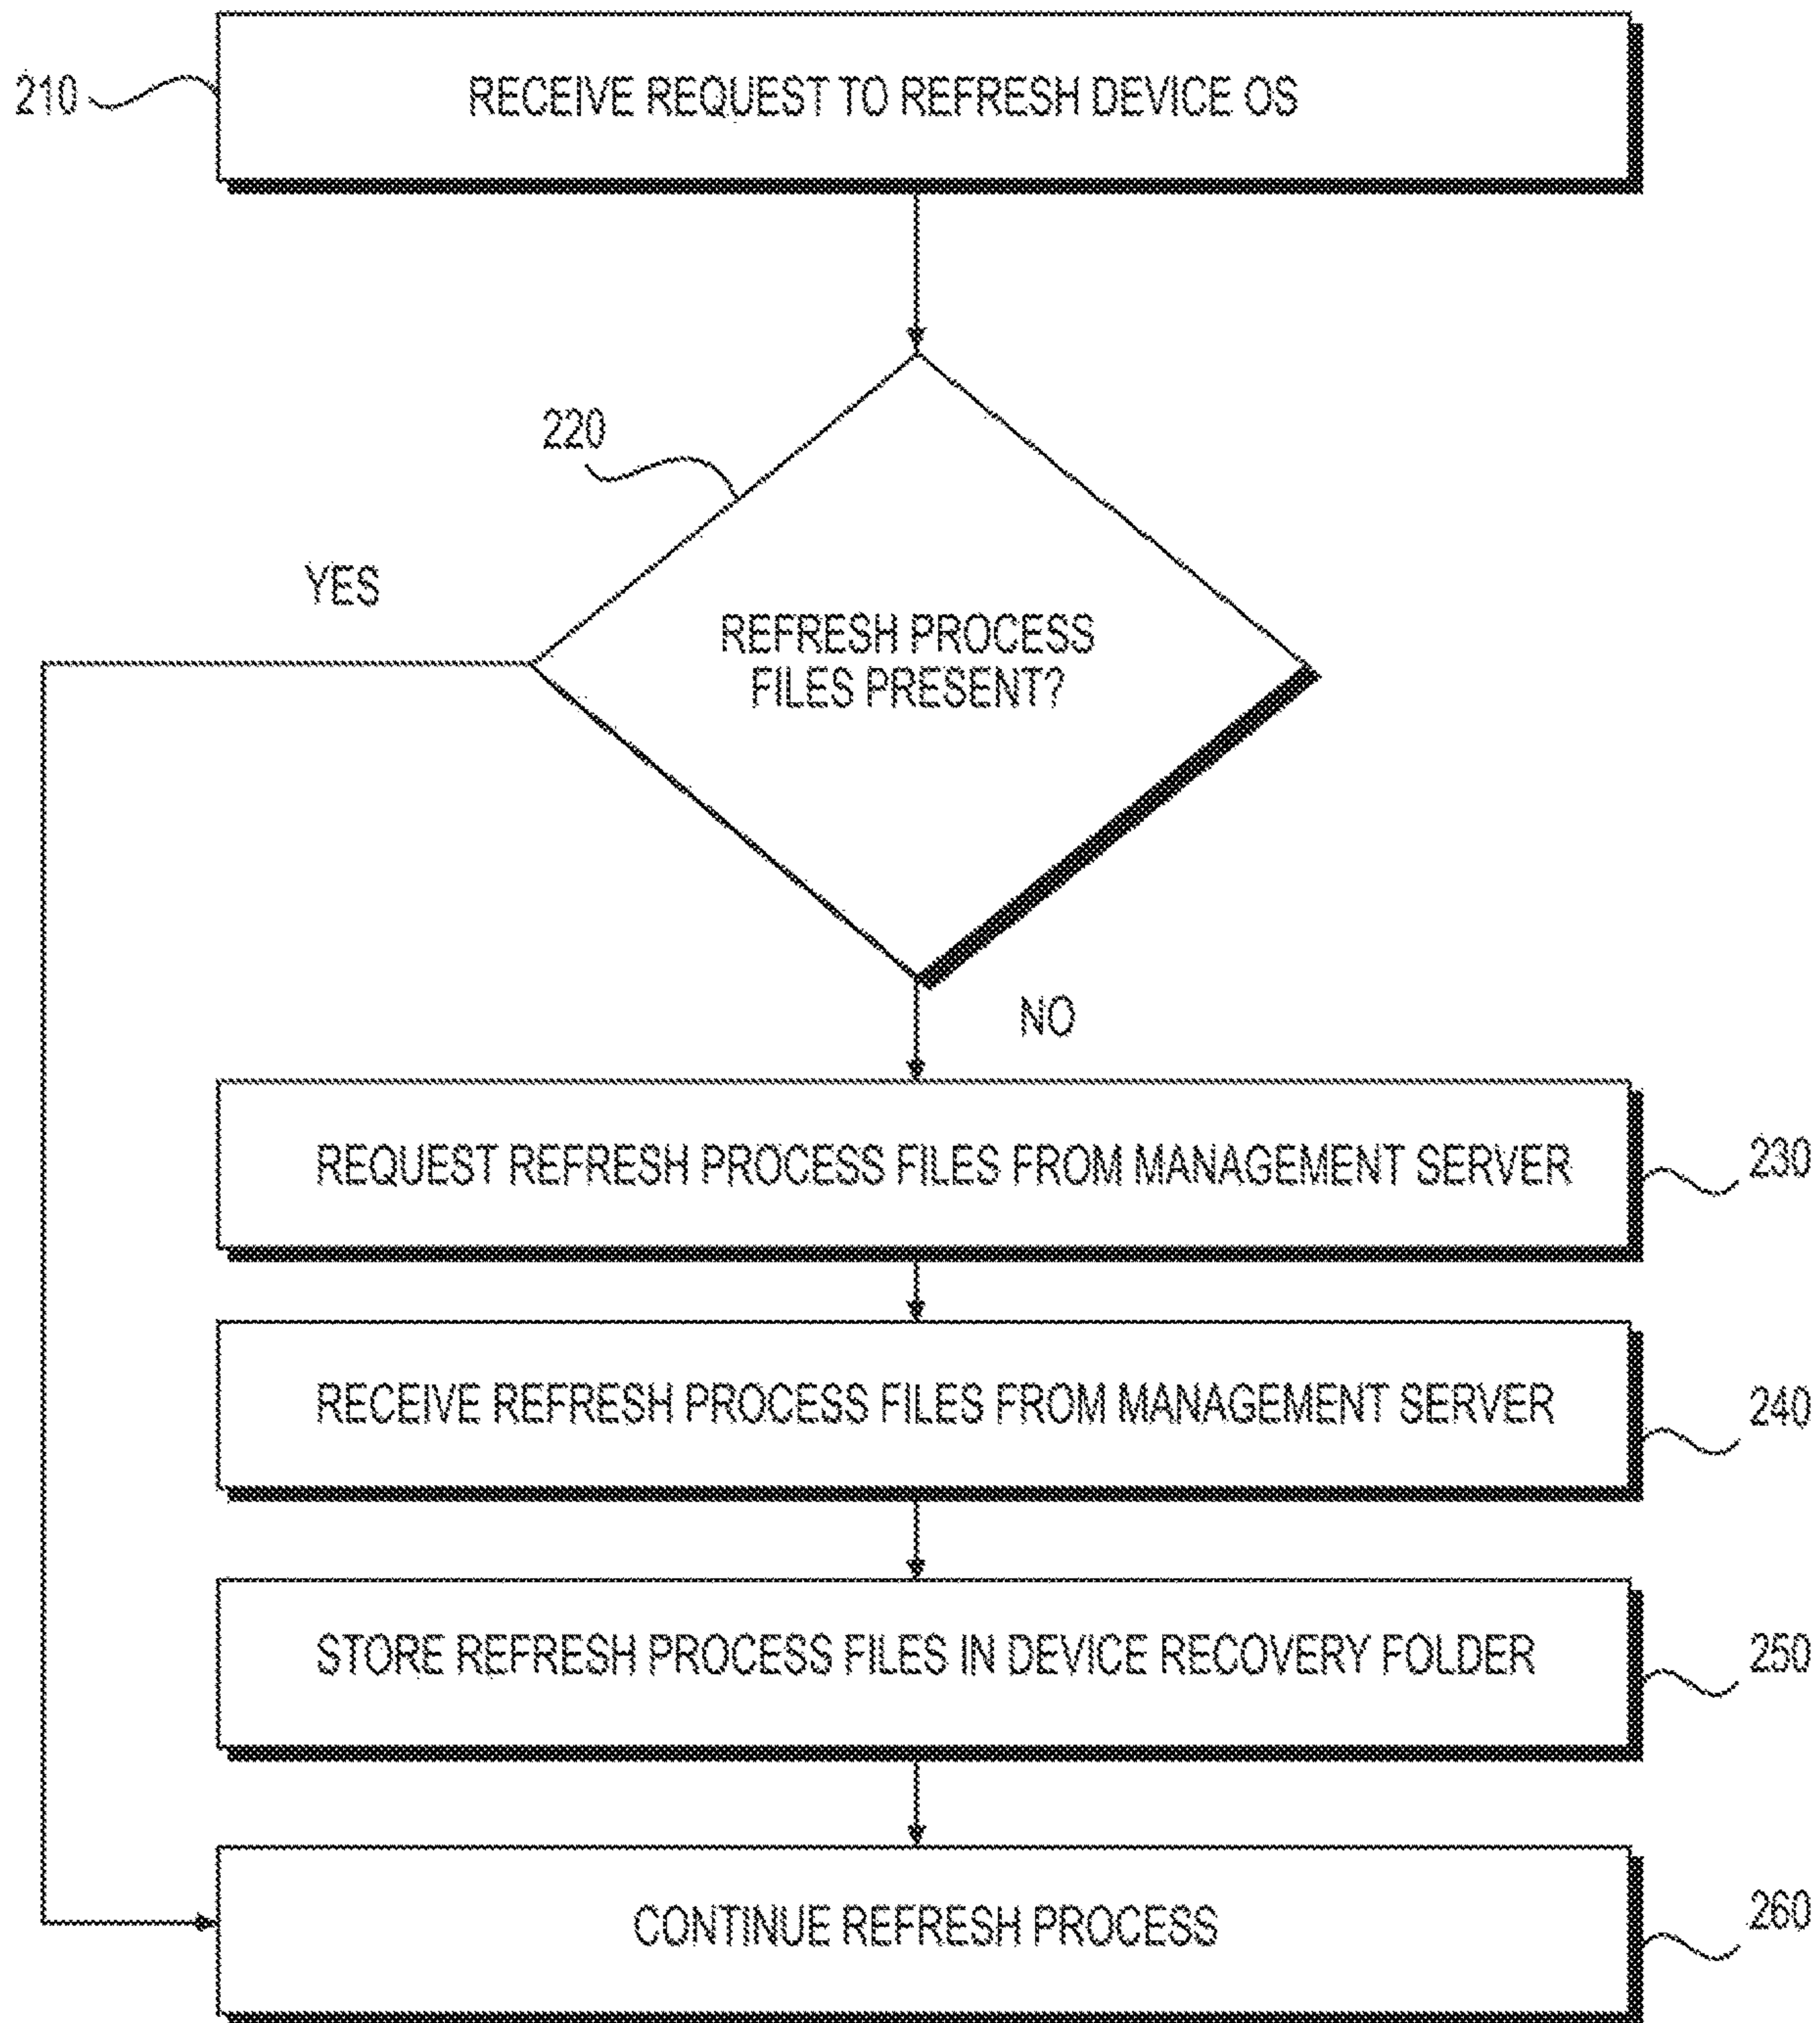 210
RECEIVE REQUEST TO REFRESH DEVICE OS
220
YES
REFRESH PROCESS
FILES PRESENT?
NO
REQUEST REFRESH PROCESS FILES FROM MANAGEMENT SERVER
230
RECEIVE REFRESH PROCESS FILES FROM MANAGEMENT SERVER
240
STORE REFRESH PROCESS FILES IN DEVICE RECOVERY FOLDER
250
CONTINUE REFRESH PROCESS
260